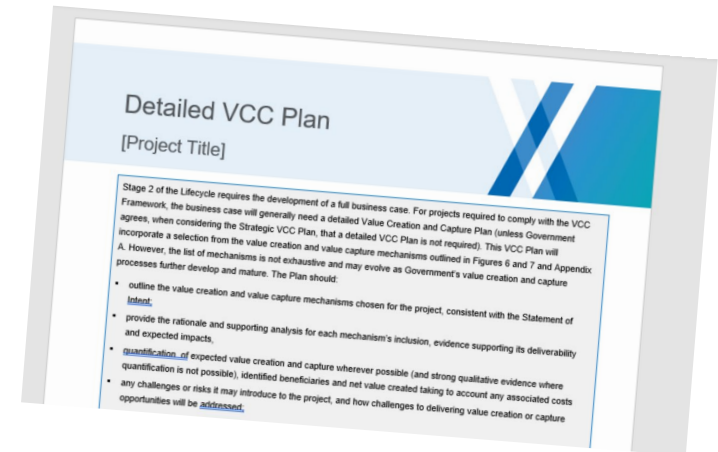 Detailed VCC Plan
[Project Title]
Stage 2 of the Lifecycle requires the development of a full business case. For projects required to comply with the VCC
Framework, the business case will generally need a detailed Value Creation and Capture Plan (unless Government
agrees, when considering the Strategic VCC Plan, that a detailed VCC Plan is not required). This VCC Plan will
incorporate a selection from the value creation and value capture mechanisms outlined in Figures 6 and 7 and Appendix
A. However, the list of mechanisms is not exhaustive and may evolve as Government's value creation and capture
processes further develop and mature. The Plan should:
• outline the value creation and value capture mechanisms chosen for the project, consistent with the Statement of
Intent;
• provide the rationale and supporting analysis for each mechanism's inclusion, evidence supporting its deliverability
and expected impacts,
• quantification of expected value creation and capture wherever possible (and strong qualitative evidence where
quantification is not possible), identified beneficiaries and net value created taking to account any associated costs
• any challenges or risks it may introduce to the project, and how challenges to delivering value creation or capture
opportunities will be addressed;